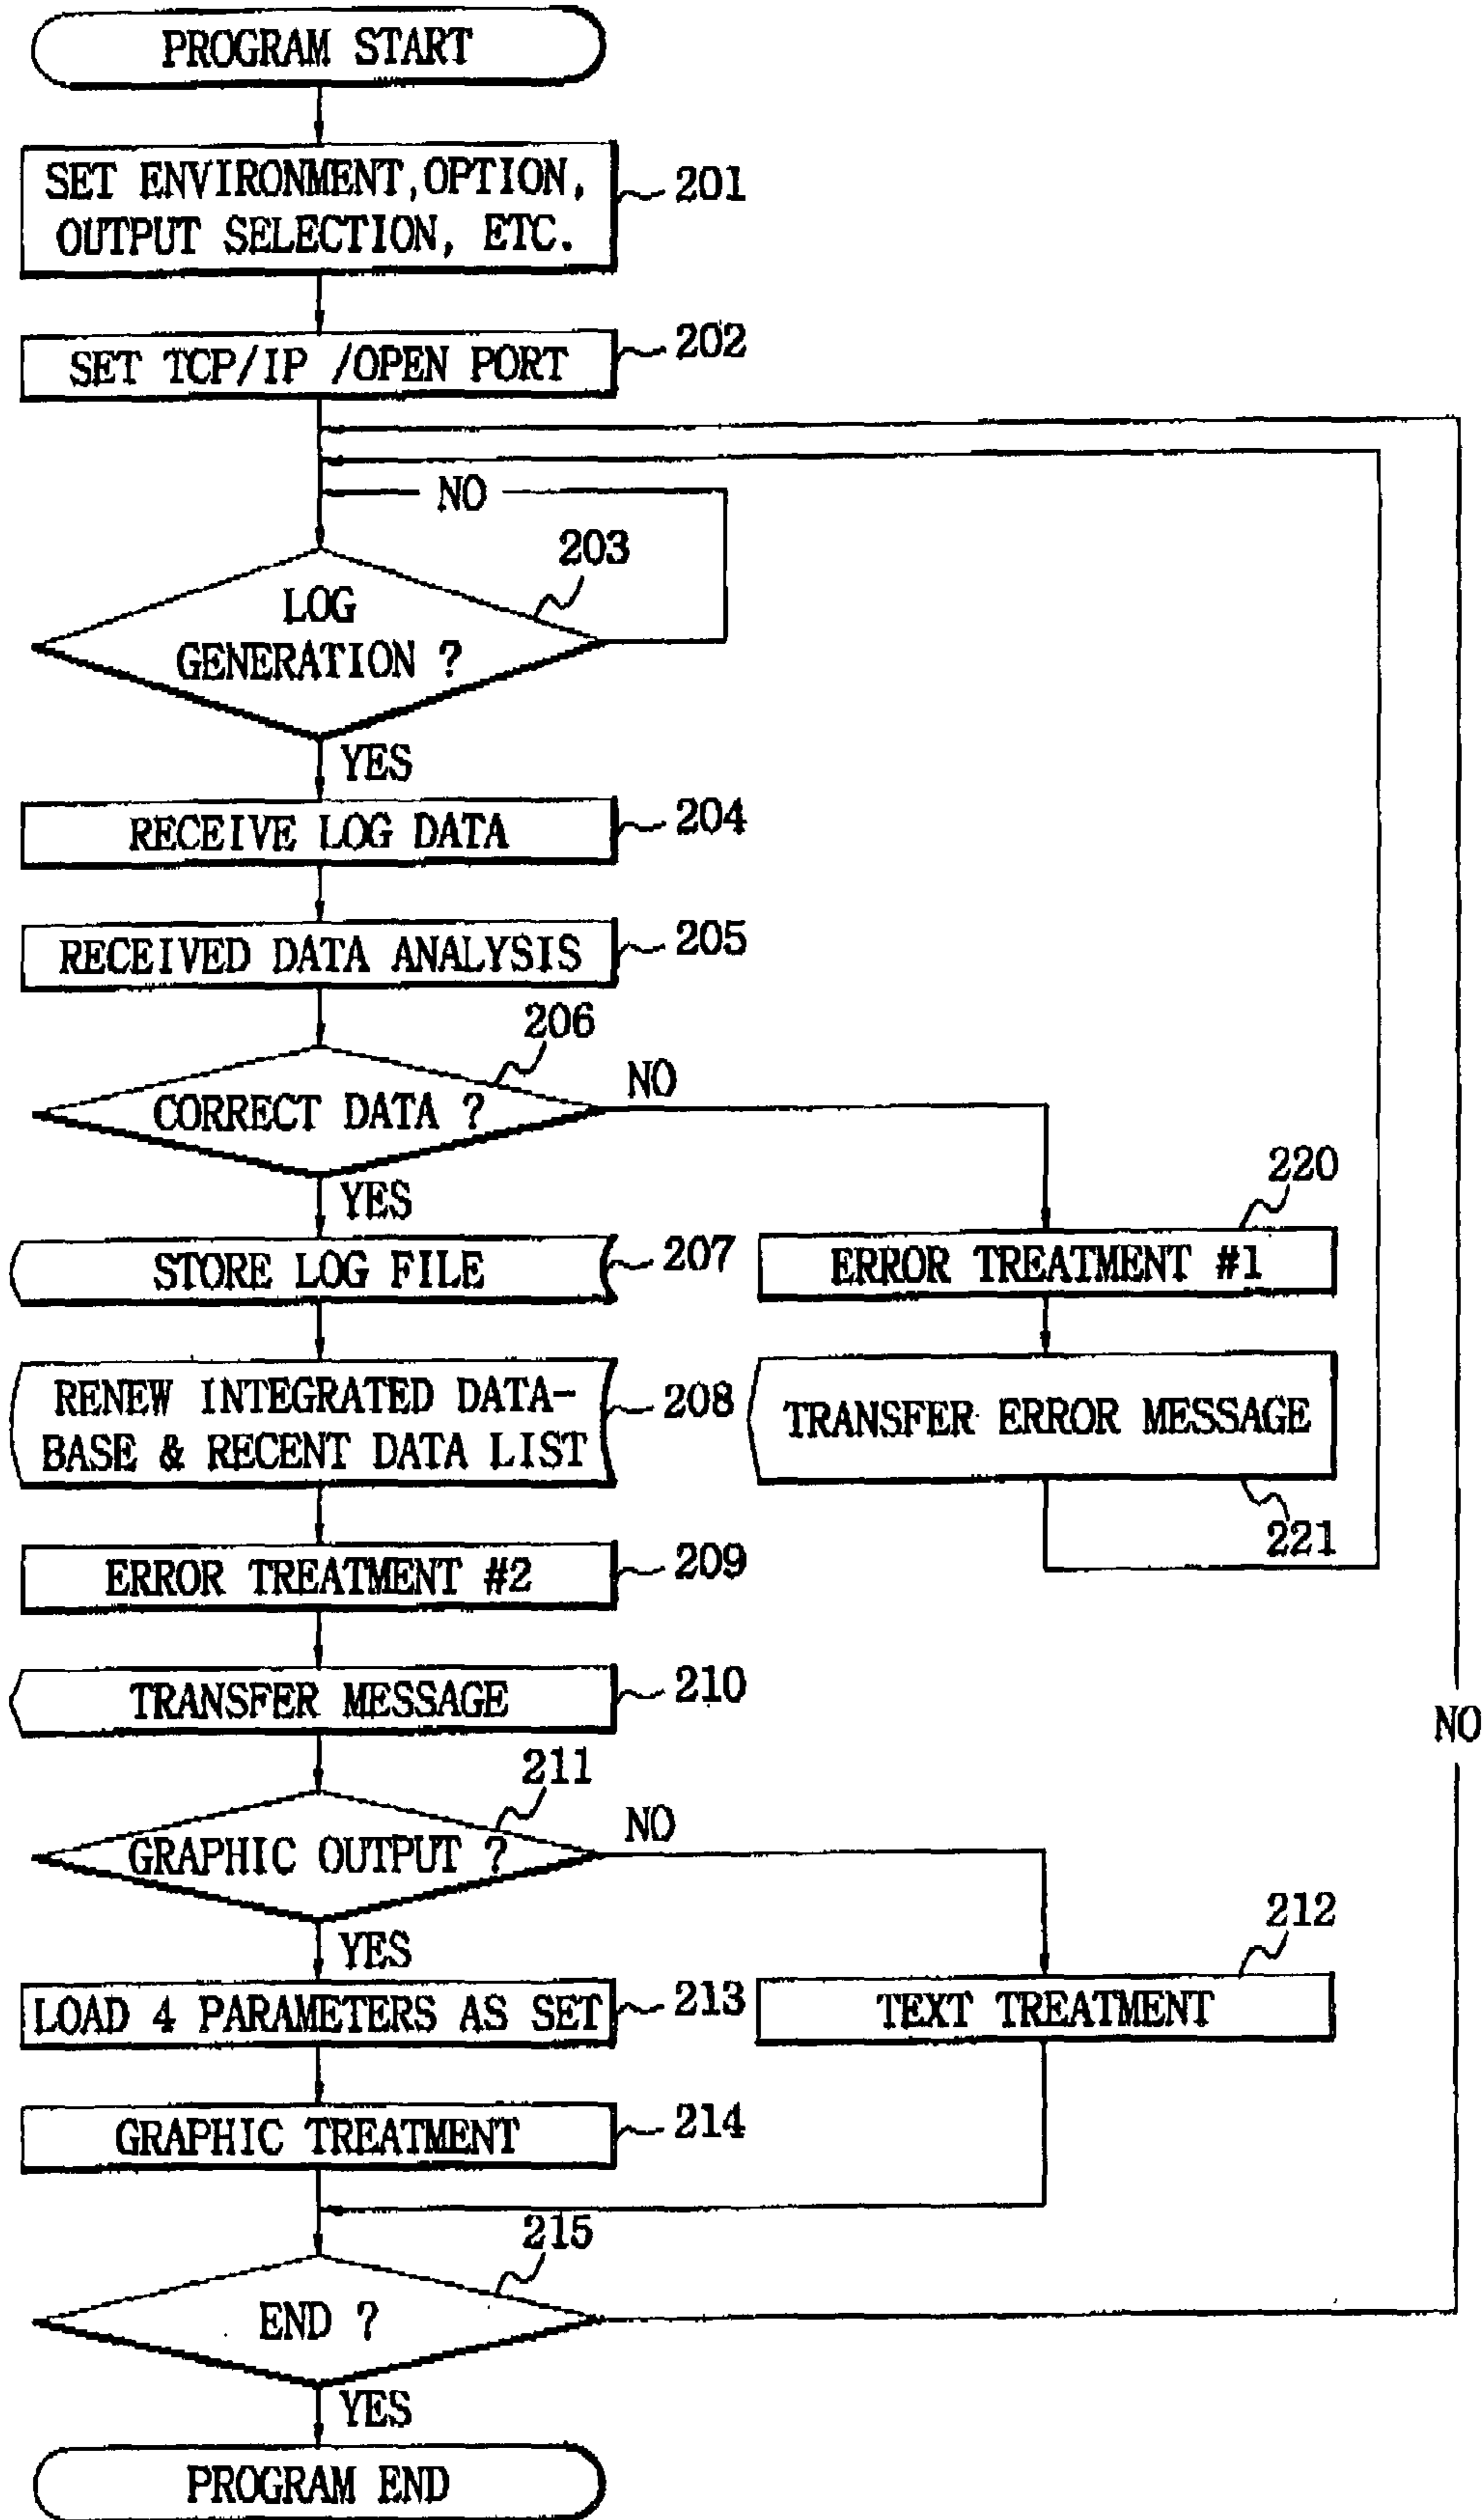 PROGRAM START
SET ENVIRONMENT, OPTION,
OUTPUT SELECTION, ETC.
201
SET TCP/IP /OPEN PORT
202
NO
203
LOG
GENERATION ?
YES
RECEIVE LOG DATA
204
RECEIVED DATA ANALYSIS
205
206
CORRECT DATA ?
NO
YES
220
STORE LOG FILE
207
ERROR TREATMENT #1
RENEW INTEGRATED DATA-
BASE & RECENT DATA LIST
208
TRANSFER ERROR MESSAGE
221
ERROR TREATMENT #2
209
TRANSFER MESSAGE
210
NO
211
GRAPHIC OUTPUT ?
NO
YES
212
LOAD 4 PARAMETERS AS SET
213
TEXT TREATMENT
GRAPHIC TREATMENT
214
215
END ?
YES
PROGRAM END